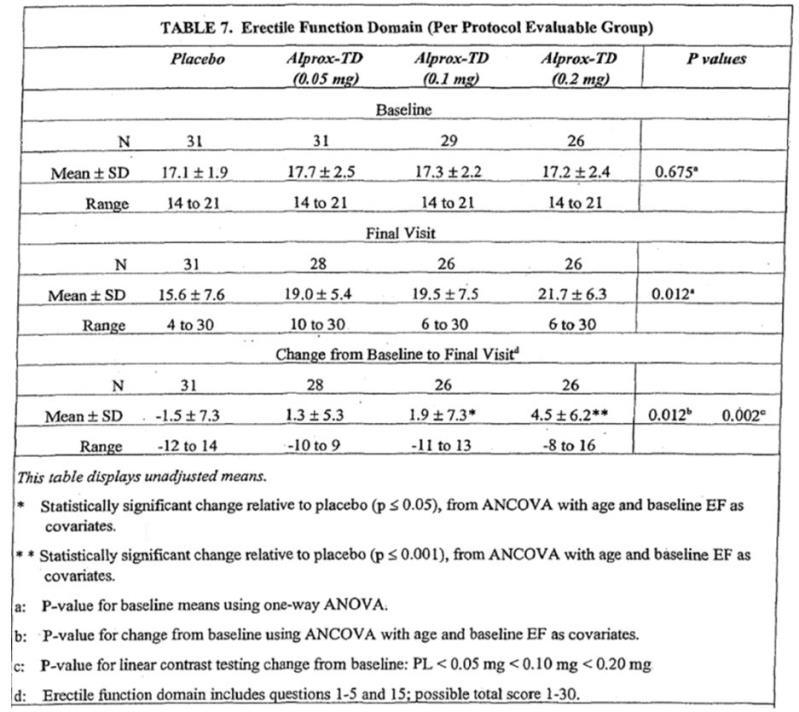 TABLE 7. Erectile Function Domain (Per Protocol Evaluable Group)
Placebo Alprox-TD Alprox-TD Alprox-TD P values
(0.05 mg) (0.1 mg) (0.2 mg)
Baseline
N 31 31 29 26
Mean ± SD 17.1 ± 1.9 17.7 ± 2.5 17.3 ± 2.2 17.2 ± 2.4 0.675ᵃ
Range 14 to 21 14 to 21 14 to 21 14 to 21
Final Visit
N 31 28 26 26
Mean ± SD 15.6 ± 7.6 19.0 ± 5.4 19.5 ± 7.5 21.7 ± 6.3 0.012ᵃ
Range 4 to 30 10 to 30 6 to 30 6 to 30
Change from Baseline to Final Visitᵈ
N 31 28 26 26
Mean ± SD -1.5 ± 7.3 1.3 ± 5.3 1.9 ± 7.3* 4.5 ± 6.2** 0.012ᵇ 0.002ᶜ
Range -12 to 14 -10 to 9 -11 to 13 -8 to 16
This table displays unadjusted means.
* Statistically significant change relative to placebo (p ≤ 0.05), from ANCOVA with age and baseline EF as
covariates.
* * Statistically significant change relative to placebo (p ≤ 0.001), from ANCOVA with age and baseline EF as
covariates.
a: P-value for baseline means using one-way ANOVA.
b: P-value for change from baseline using ANCOVA with age and baseline EF as covariates.
c: P-value for linear contrast testing change from baseline: PL < 0.05 mg < 0.10 mg < 0.20 mg
d: Erectile function domain includes questions 1-5 and 15; possible total score 1-30.